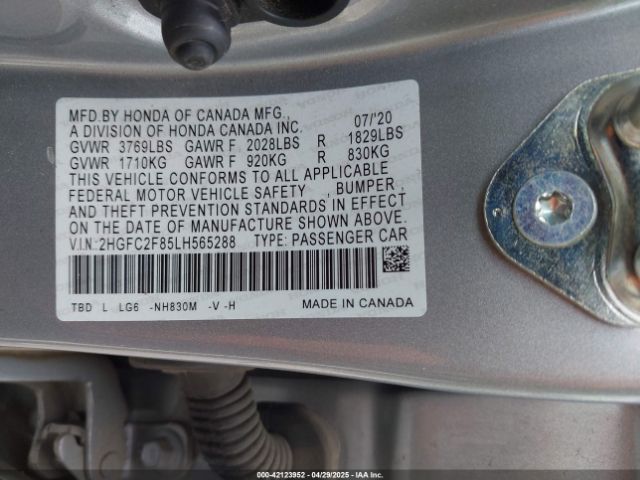 MFD.BY HONDA OF CANADA MFG., 07/'20
A DIVISION OF HONDA CANADA INC.
GVWR 3769LBS GAWR F 2028LBS R 1829LBS
GVWR 1710KG GAWR F 920KG R 830KG
THIS VEHICLE CONFORMS TO ALL APPLICABLE
FEDERAL MOTOR VEHICLE SAFETY , BUMPER ,
AND THEFT PREVENTION STANDARDS IN EFFECT
ON THE DATE OF MANUFACTURE SHOWN ABOVE.
V.I.N:2HGFC2F85LH565288 TYPE: PASSENGER CAR
TBD L LG6 -NH830M -V -H MADE IN CANADA
000-42123952 04/29/2025 IAA Inc.